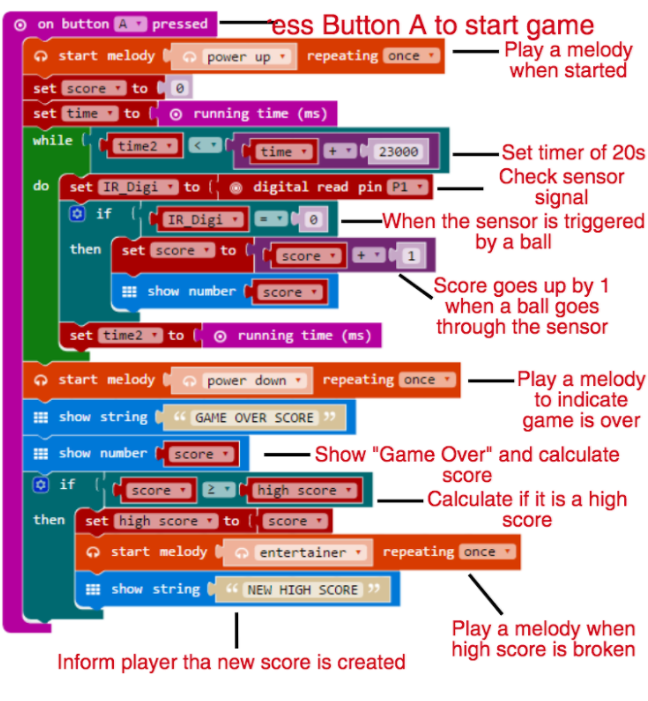 on button A pressed
ess Button A to start game
start melody power up repeating once
Play a melody
when started
set score to 0
set time to running time (ms)
while time2 < time + 23000
Set timer of 20s
do set IR_Digi to digital read pin P1
Check sensor
signal
if IR_Digi = 0
When the sensor is triggered
by a ball
then set score to score + 1
show number score
Score goes up by 1
when a ball goes
through the sensor
set time2 to running time (ms)
start melody power down repeating once
Play a melody
to indicate
game is over
show string “ GAME OVER SCORE ”
show number score
Show "Game Over" and calculate
score
if score ≥ high score
Calculate if it is a high
score
then set high score to score
start melody entertainer repeating once
show string “ NEW HIGH SCORE ”
Play a melody when
high score is broken
Inform player tha new score is created